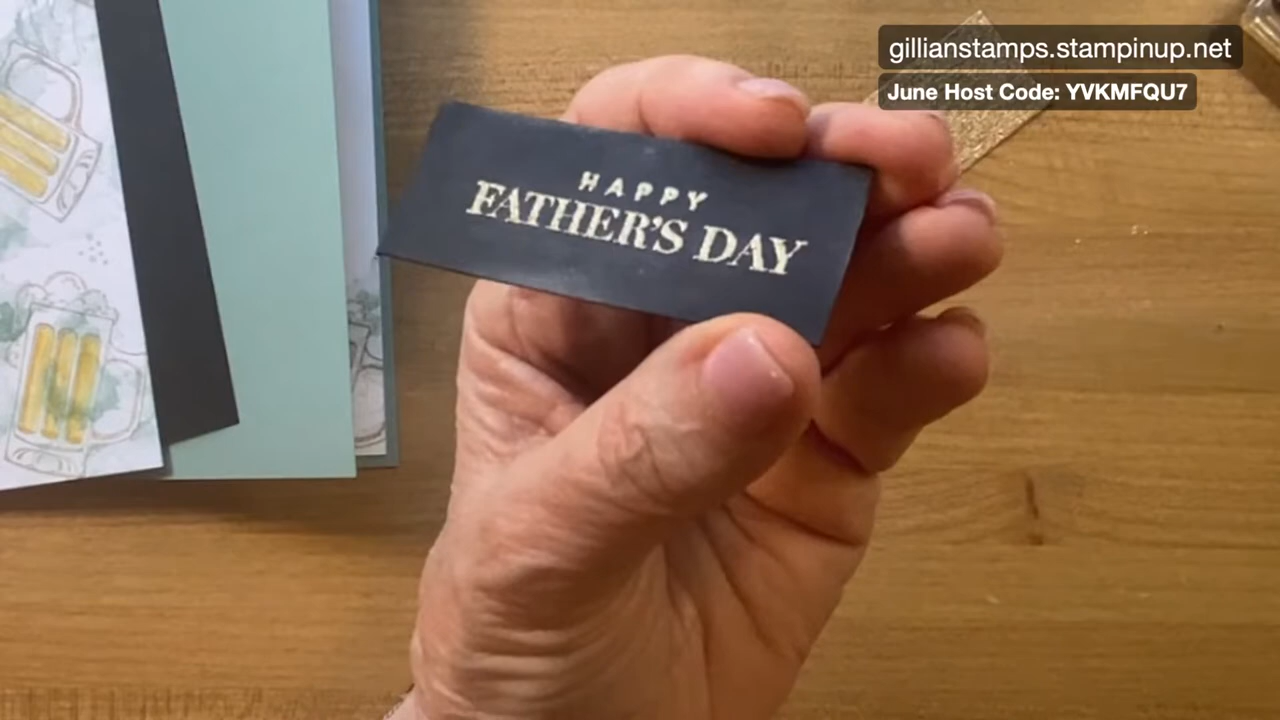 gillianstamps.stampinup.net
June Host Code: YVKMFQU7
HAPPY
FATHER'S DAY